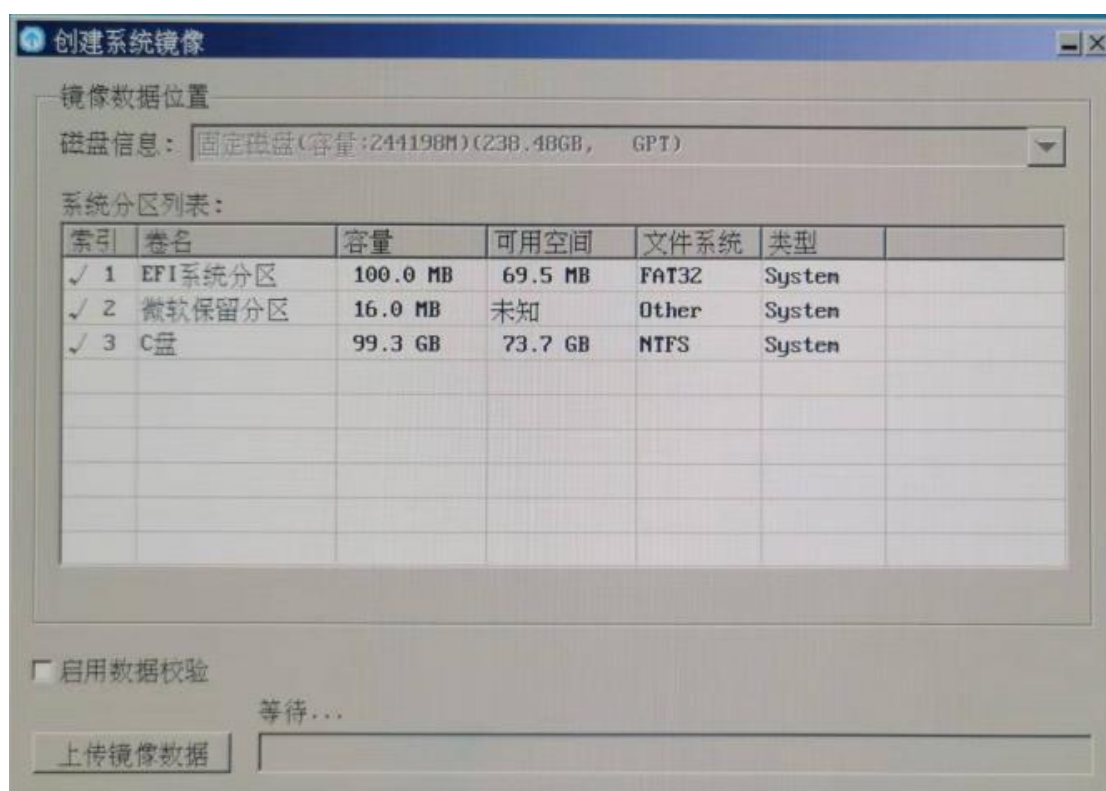 创建系统镜像
镜像数据位置
磁盘信息: 固定磁盘(容量:244198M)(238.48GB, GPT)
系统分区列表:
索引 卷名 容量 可用空间 文件系统 类型
✓ 1 EFI系统分区 100.0 MB 69.5 MB FAT32 System
✓ 2 微软保留分区 16.0 MB 未知 Other System
✓ 3 C盘 99.3 GB 73.7 GB NTFS System
启用数据校验
等待...
上传镜像数据